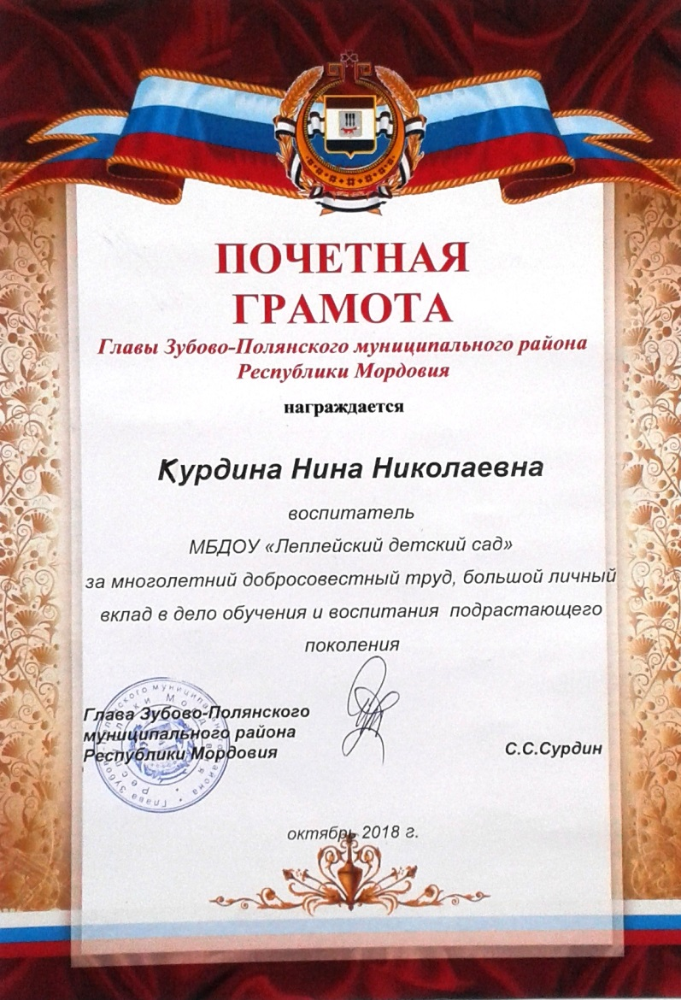 ПОЧЕТНАЯ
ГРАМОТА
Главы Зубово-Полянского муниципального района
Республики Мордовия
награждается
Курдина Нина Николаевна
воспитатель
МБДОУ «Леплейский детский сад»
за многолетний добросовестный труд, большой личный
вклад в дело обучения и воспитания подрастающего
поколения
Глава Зубово-Полянского
муниципального района
Республики Мордовия
С.С.Сурдин
октябрь 2018 г.